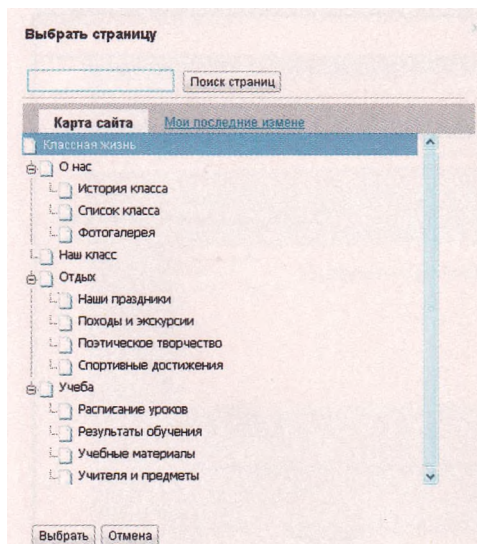 Выбрать страницу
Поиск страниц
Карта сайта Мои последние измене
Классная жизнь
О нас
История класса
Список класса
Фотогалерея
Наш класс
Отдых
Наши праздники
Походы и экскурсии
Поэтическое творчество
Спортивные достижения
Учеба
Расписание уроков
Результаты обучения
Учебные материалы
Учителя и предметы
Выбрать Отмена